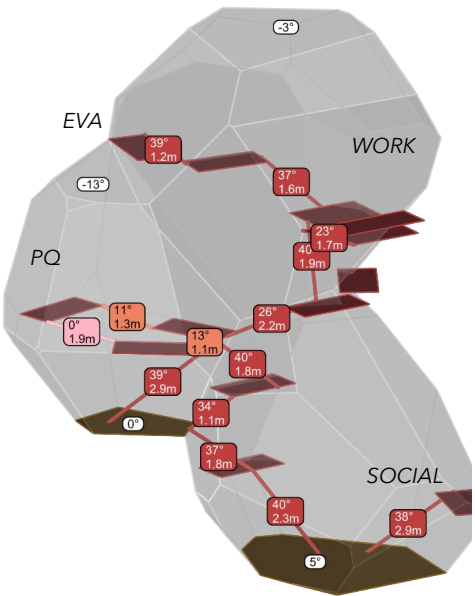 -3°
EVA
39°
1.2m
WORK
37°
1.6m
-13°
23°
1.7m
40
1.9m
PQ
11°
1.3m
26°
2.2m
0°
1.9m
13°
1.1m
40°
1.8m
39°
2.9m
34°
1.1m
0°
37°
1.8m
SOCIAL
40°
2.3m
38°
2.9m
5°